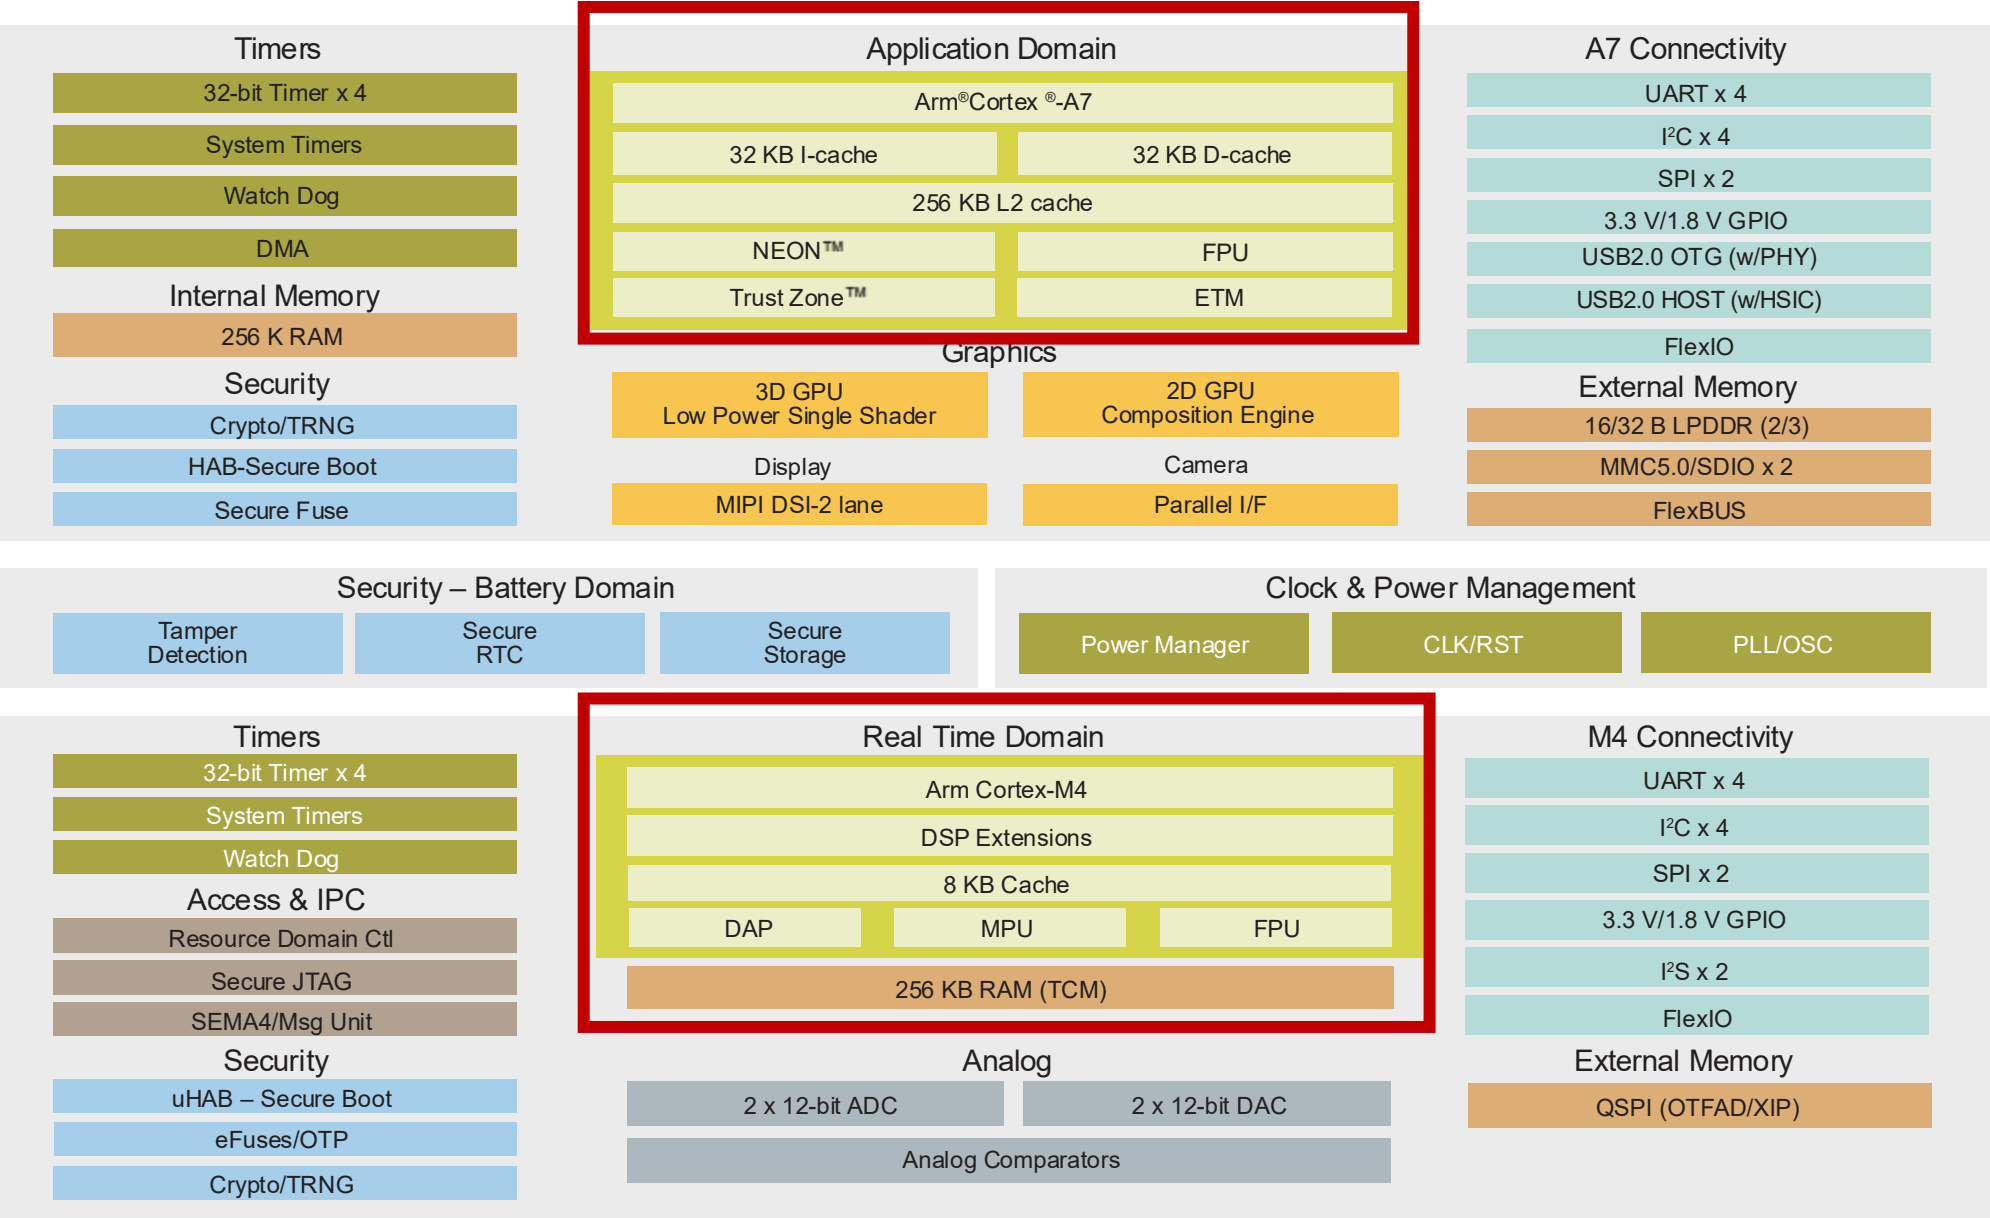 Timers
32-bit Timer x 4
System Timers
Watch Dog
DMA
Internal Memory
256 K RAM
Security
Crypto/TRNG
HAB-Secure Boot
Secure Fuse
Application Domain
Arm®Cortex ®-A7
32 KB I-cache
32 KB D-cache
256 KB L2 cache
NEON™
FPU
Trust Zone™
ETM
Graphics
3D GPU
Low Power Single Shader
2D GPU
Composition Engine
Display
Camera
MIPI DSI-2 lane
Parallel I/F
A7 Connectivity
UART x 4
I²C x 4
SPI x 2
3.3 V/1.8 V GPIO
USB2.0 OTG (w/PHY)
USB2.0 HOST (w/HSIC)
FlexIO
External Memory
16/32 B LPDDR (2/3)
MMC5.0/SDIO x 2
FlexBUS
Security – Battery Domain
Tamper
Detection
Secure
RTC
Secure
Storage
Clock & Power Management
Power Manager
CLK/RST
PLL/OSC
Timers
32-bit Timer x 4
System Timers
Watch Dog
Access & IPC
Resource Domain Ctl
Secure JTAG
SEMA4/Msg Unit
Security
uHAB – Secure Boot
eFuses/OTP
Crypto/TRNG
Real Time Domain
Arm Cortex-M4
DSP Extensions
8 KB Cache
DAP
MPU
FPU
256 KB RAM (TCM)
Analog
2 x 12-bit ADC
2 x 12-bit DAC
Analog Comparators
M4 Connectivity
UART x 4
I²C x 4
SPI x 2
3.3 V/1.8 V GPIO
I²S x 2
FlexIO
External Memory
QSPI (OTFAD/XIP)